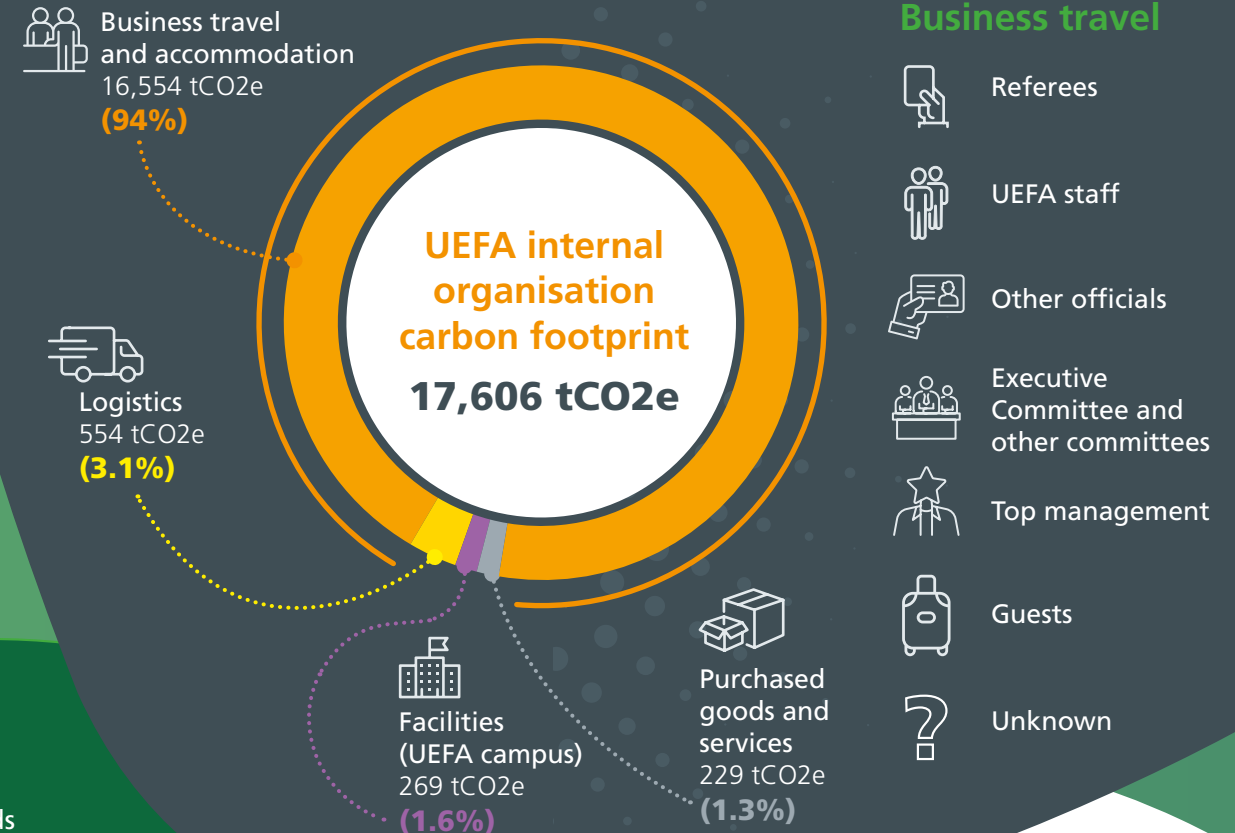 Business travel
and accommodation
16,554 tCO2e
(94%)
UEFA internal
organisation
carbon footprint
17,606 tCO2e
Logistics
554 tCO2e
(3.1%)
Facilities
(UEFA campus)
269 tCO2e
(1.6%)
Purchased
goods and
services
229 tCO2e
(1.3%)
Business travel
Referees
UEFA staff
Other officials
Executive
Committee and
other committees
Top management
Guests
Unknown